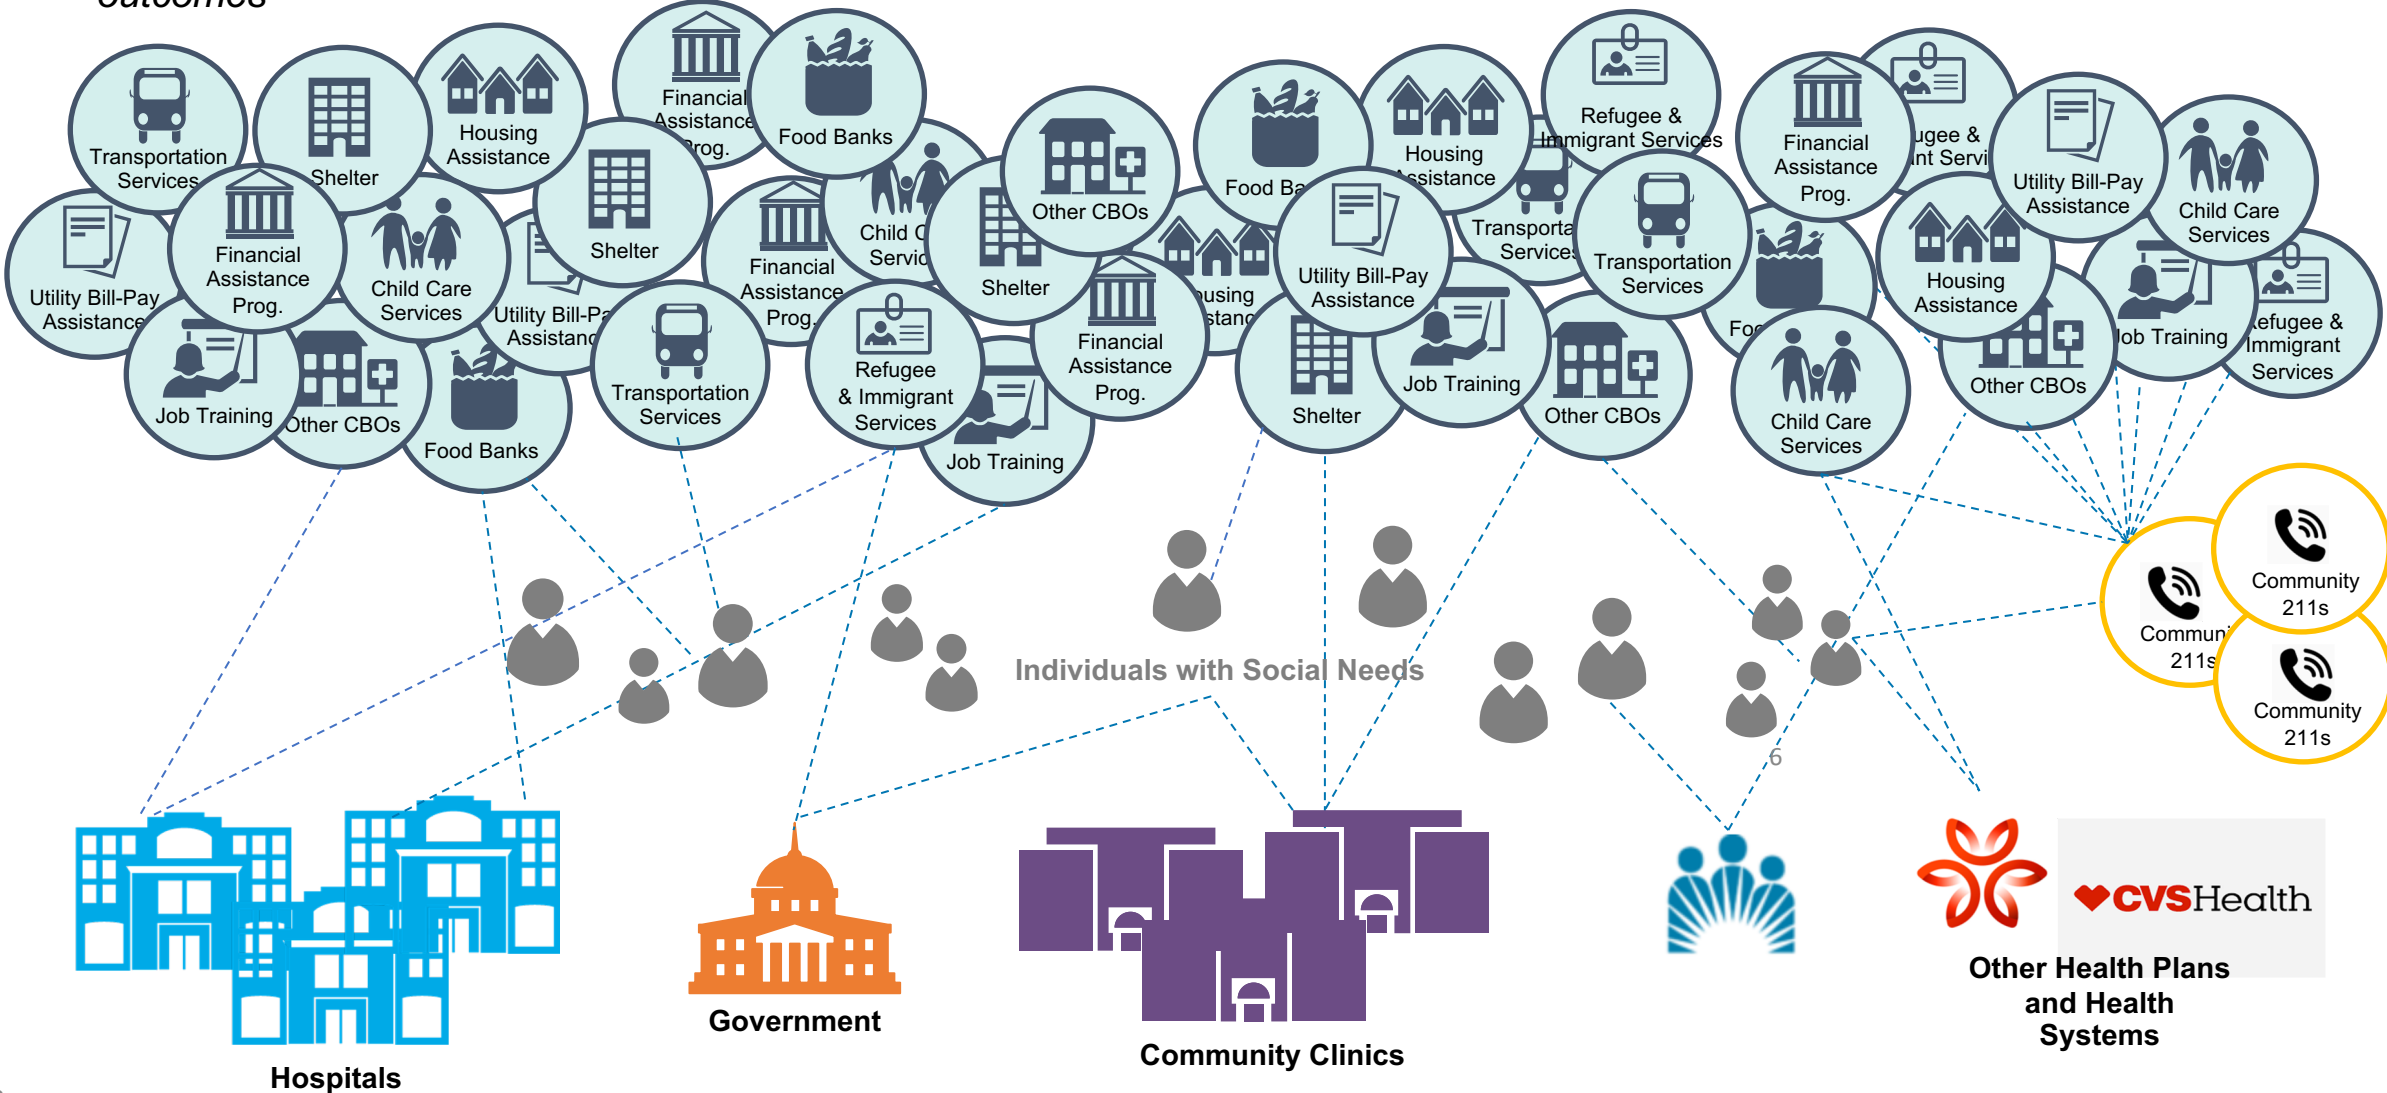 Transportation
Services
Shelter
Housing
Assistance
Financial
Assistance
Prog.
Food Banks
Other CBOs
Food
Housing
Assistance
Refugee &
Immigrant Services
Financial
Assistance
Prog.
Utility Bill-Pay
Assistance
Child Care
Services
Utility Bill-Pay
Assistance
Financial
Assistance
Prog.
Child Care
Services
Shelter
Financial
Assistance
Prog.
Shelter
Utility Bill-Pay
Assistance
Services
Transportation
Services
Housing
Assistance
Refugee &
Immigrant
Services
Job Training
Other CBOs
Food Banks
Transportation
Services
Refugee
& Immigrant
Services
Job Training
Financial
Assistance
Prog.
Shelter
Job Training
Other CBOs
Child Care
Services
Other CBOs
Job Training
Individuals with Social Needs
Community
211s
211s
Community
211s
6
CVSHealth
Hospitals
Government
Community Clinics
Other Health Plans
and Health
Systems